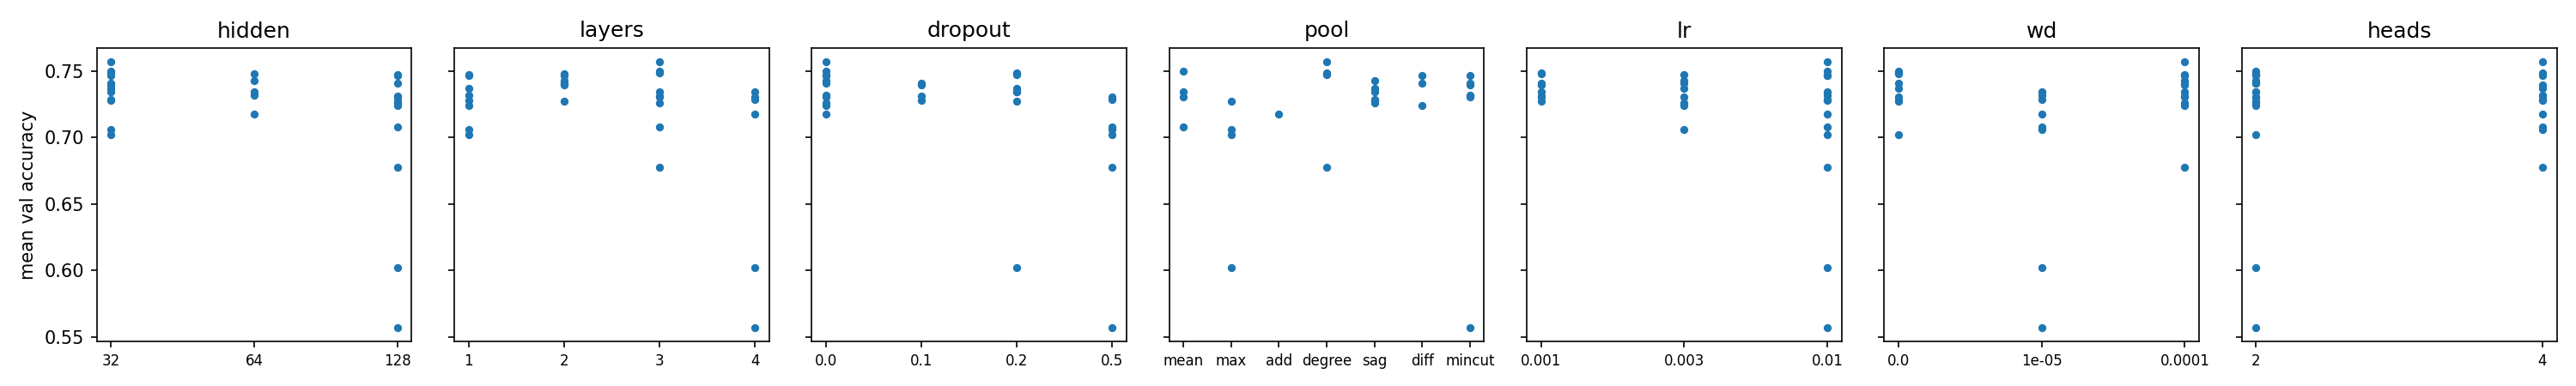 hidden layers dropout pool lr wd heads
mean val accuracy
0.75
0.70
0.65
0.60
0.55
32 64 128 1 2 3 4 0.0 0.1 0.2 0.5 mean max add degree sag diff mincut 0.001 0.003 0.01 0.0 1e-05 0.0001 2 4